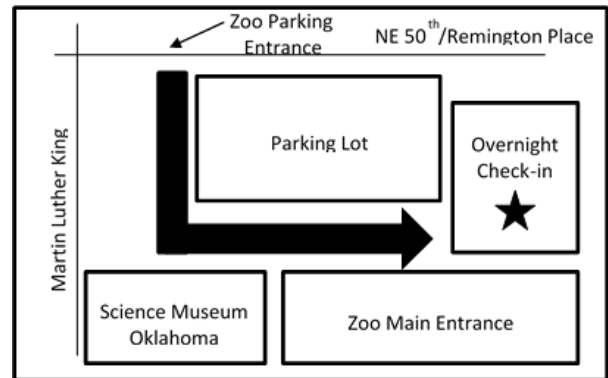 Zoo Parking
Entrance
NE 50th/Remington Place
Martin Luther King
Parking Lot
Overnight
Check-in
Science Museum
Oklahoma
Zoo Main Entrance